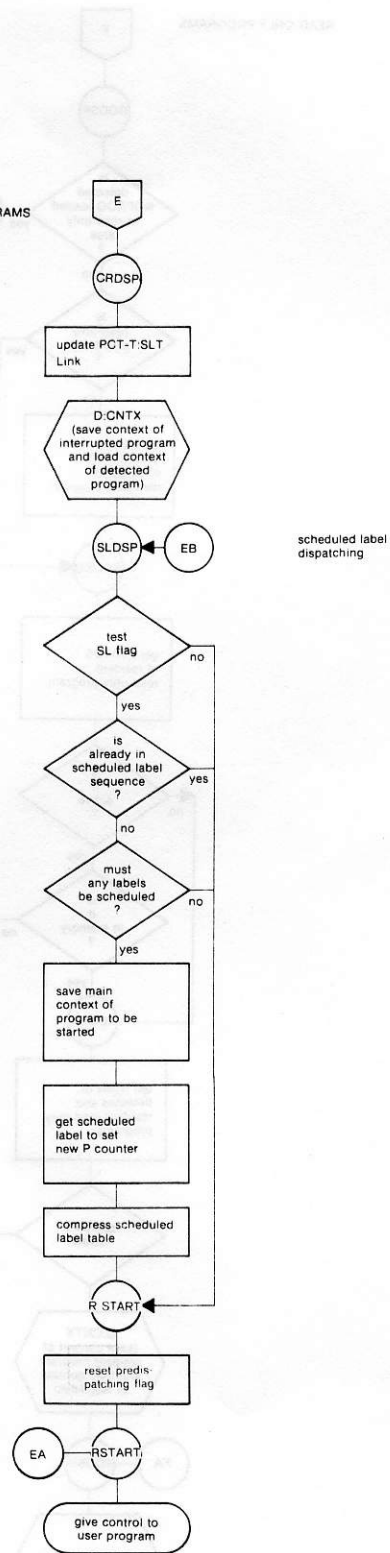 RAMS
E
CRDSP
update PCT-T:SLT
Link
D:CNTX
(save context of
interrupted program
and load context
of detected
program)
SLDSP
EB
scheduled label
dispatching
test
SL flag
no
yes
is
already in
scheduled label
sequence
?
yes
no
must
any labels
be scheduled
?
no
yes
save main
context of
program to be
started
get scheduled
label to set
new P counter
compress scheduled
label table
R START
reset predis-
patching flag
EA
RSTART
give control to
user program